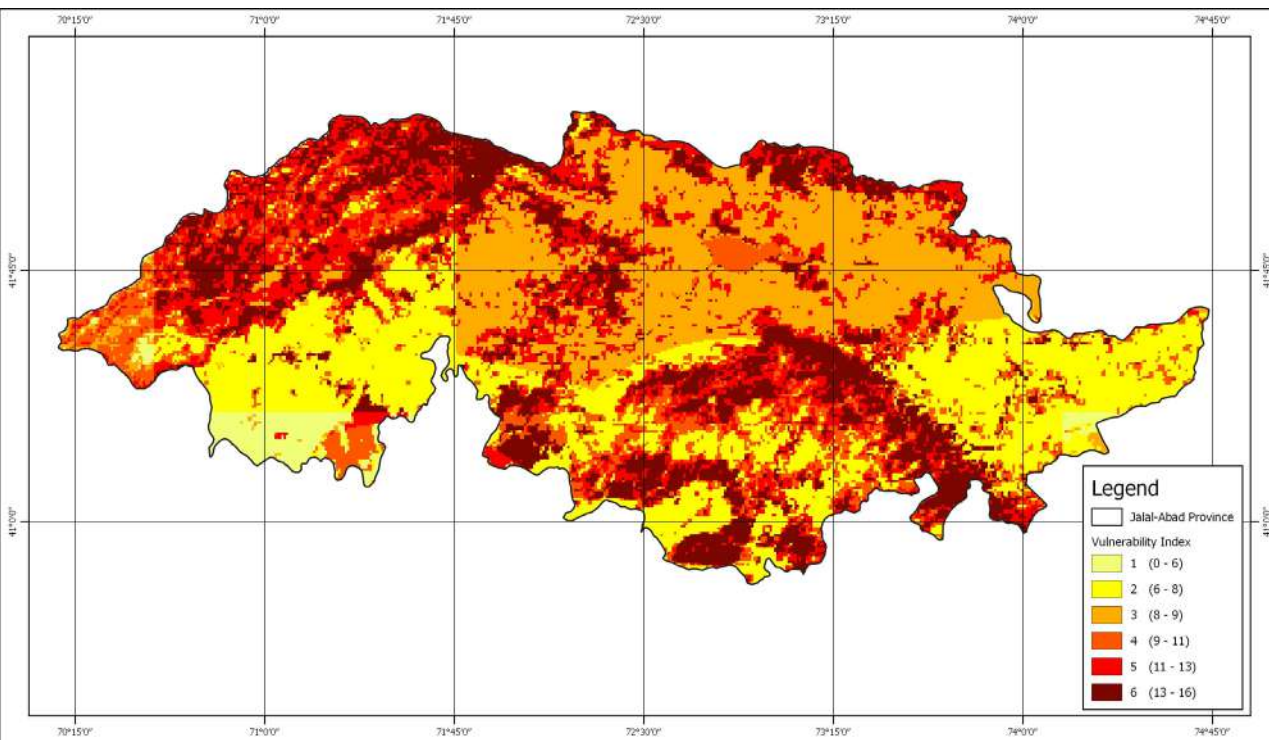 70°15'0" 71°0'0" 71°45'0" 72°30'0" 73°15'0" 74°0'0" 74°45'0"
41°45'0" 41°45'0"
41°0'0" 41°0'0"
Legend
Jalal-Abad Province
Vulnerability Index
1 (0 - 6)
2 (6 - 8)
3 (8 - 9)
4 (9 - 11)
5 (11 - 13)
6 (13 - 16)
70°15'0" 71°0'0" 71°45'0" 72°30'0" 73°15'0" 74°0'0" 74°45'0"